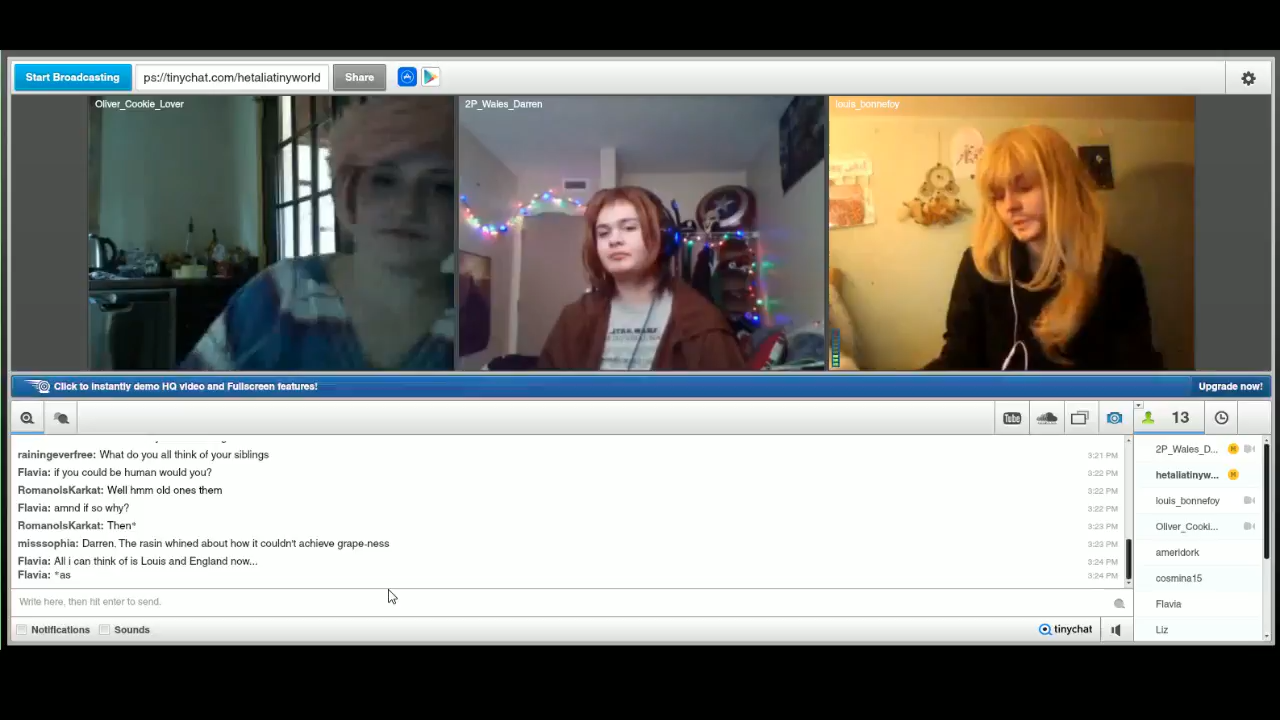 Start Broadcasting
ps://tinychat.com/hetaliatinyworld
Share
Oliver_Cookie_Lover
2P_Wales_Darren
louis_bonnefoy
STAR WARS
Click to instantly demo HQ video and Fullscreen features!
Upgrade now!
You Tube
13
rainingeverfree: What do you all think of your siblings 3:21 PM
Flavia: if you could be human would you? 3:22 PM
RomanoIsKarkat: Well hmm old ones them 3:22 PM
Flavia: amnd if so why? 3:22 PM
RomanoIsKarkat: Then* 3:23 PM
misssophia: Darren. The rasin whined about how it couldn't achieve grape-ness 3:23 PM
Flavia: All i can think of is Louis and England now... 3:24 PM
Flavia: *as 3:24 PM
2P_Wales_D... M
hetaliatinyw... M
louis_bonnefoy
Oliver_Cooki...
ameridork
cosmina15
Flavia
Liz
Write here, then hit enter to send.
Notifications
Sounds
tinychat